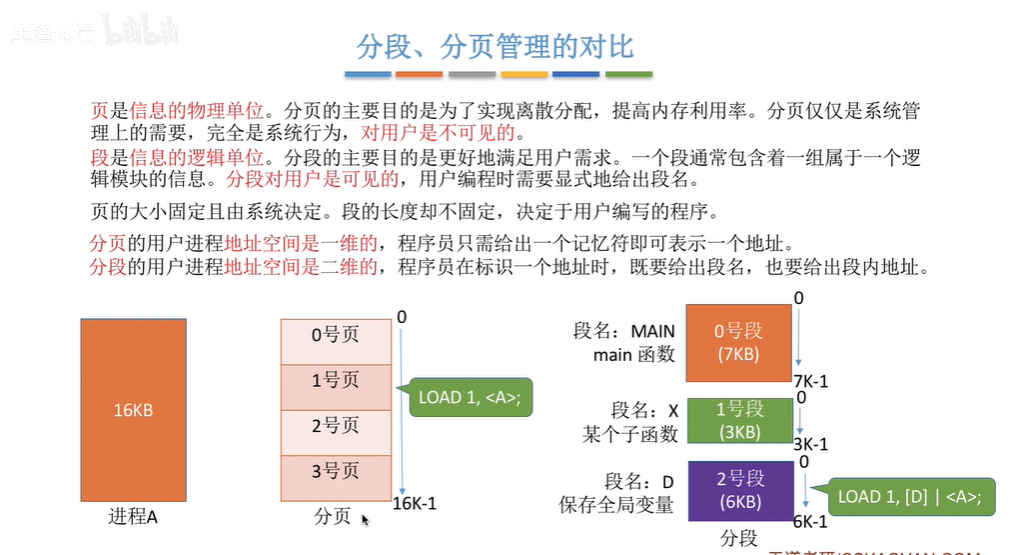 bilibili
分段、分页管理的对比
页是信息的物理单位。分页的主要目的是为了实现离散分配，提高内存利用率。分页仅仅是系统管
理上的需要，完全是系统行为，对用户是不可见的。
段是信息的逻辑单位。分段的主要目的是更好地满足用户需求。一个段通常包含着一组属于一个逻
辑模块的信息。分段对用户是可见的，用户编程时需要显式地给出段名。
页的大小固定且由系统决定。段的长度却不固定，决定于用户编写的程序。
分页的用户进程地址空间是一维的，程序员只需给出一个记忆符即可表示一个地址。
分段的用户进程地址空间是二维的，程序员在标识一个地址时，既要给出段名，也要给出段内地址。
16KB
进程A
0
0号页
1号页
2号页
3号页
16K-1
LOAD 1, <A>;
分页
段名：MAIN
main 函数
0号段
(7KB)
0
7K-1
段名：X
某个子函数
1号段
(3KB)
0
3K-1
段名：D
保存全局变量
2号段
(6KB)
0
6K-1
LOAD 1, [D] | <A>;
分段